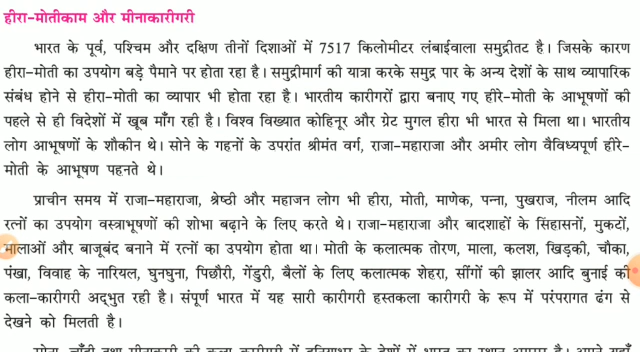 हीरा-मोतीकाम और मीनाकारीगरी
भारत के पूर्व, पश्चिम और दक्षिण तीनों दिशाओं में 7517 किलोमीटर लंबाईवाला समुद्रीतट है। जिसके कारण
हीरा-मोती का उपयोग बड़े पैमाने पर होता रहा है। समुद्रीमार्ग की यात्रा करके समुद्र पार के अन्य देशों के साथ व्यापारिक
संबंध होने से हीरा-मोती का व्यापार भी होता रहा है। भारतीय कारीगरों द्वारा बनाए गए हीरे-मोती के आभूषणों की
पहले से ही विदेशों में खूब माँग रही है। विश्व विख्यात कोहिनूर और ग्रेट मुगल हीरा भी भारत से मिला था। भारतीय
लोग आभूषणों के शौकीन थे। सोने के गहनों के उपरांत श्रीमंत वर्ग, राजा-महाराजा और अमीर लोग वैविध्यपूर्ण हीरे-
मोती के आभूषण पहनते थे।
प्राचीन समय में राजा-महाराजा, श्रेष्ठी और महाजन लोग भी हीरा, मोती, माणेक, पन्ना, पुखराज, नीलम आदि
रत्नों का उपयोग वस्त्राभूषणों की शोभा बढ़ाने के लिए करते थे। राजा-महाराजा और बादशाहों के सिंहासनों, मुकटों,
मालाओं और बाजूबंद बनाने में रत्नों का उपयोग होता था। मोती के कलात्मक तोरण, माला, कलश, खिड़की, चौका,
पंखा, विवाह के नारियल, घुनघुना, पिछौरी, गेंडुरी, बैलों के लिए कलात्मक शेहरा, सींगों की झालर आदि बुनाई की
कला-कारीगरी अद्भुत रही है। संपूर्ण भारत में यह सारी कारीगरी हस्तकला कारीगरी के रूप में परंपरागत ढंग से
देखने को मिलती है।